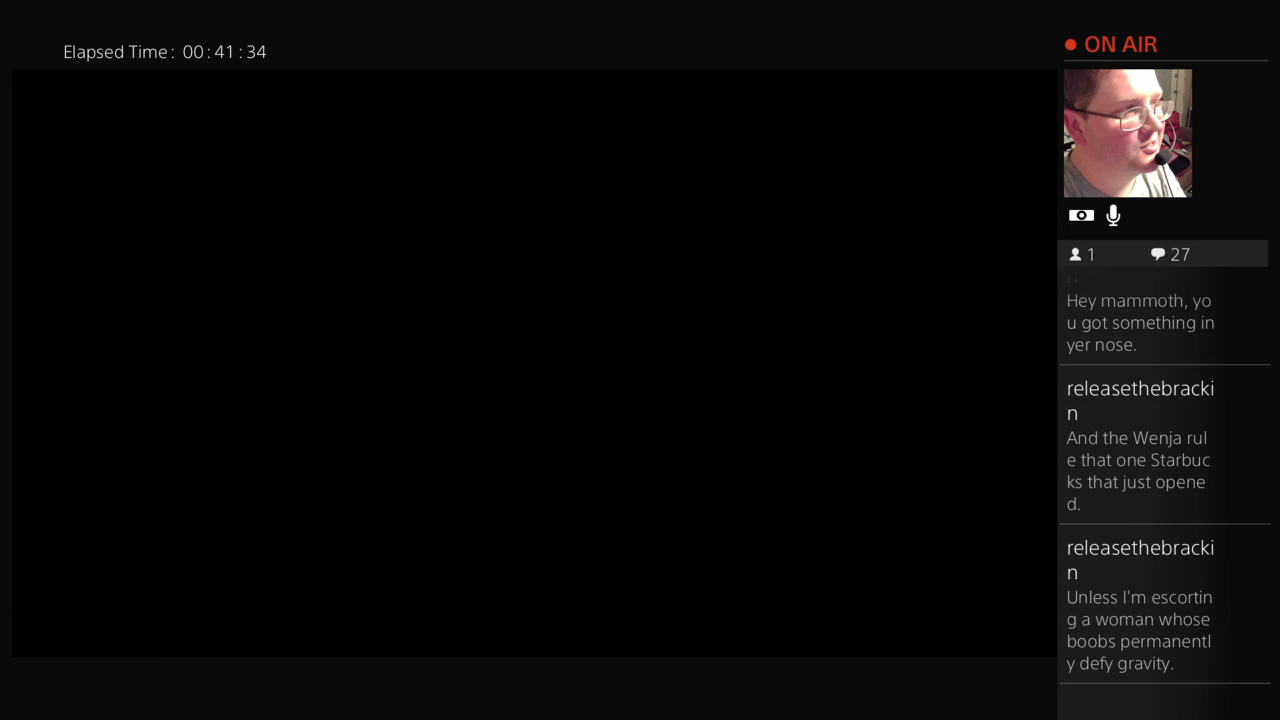 Elapsed Time: 00:41:34
ON AIR
1 27
Hey mammoth, yo
u got something in
yer nose.
releasethebracki
n
And the Wenja rul
e that one Starbuc
ks that just opene
d.
releasethebracki
n
Unless I'm escortin
g a woman whose
boobs permanentl
y defy gravity.